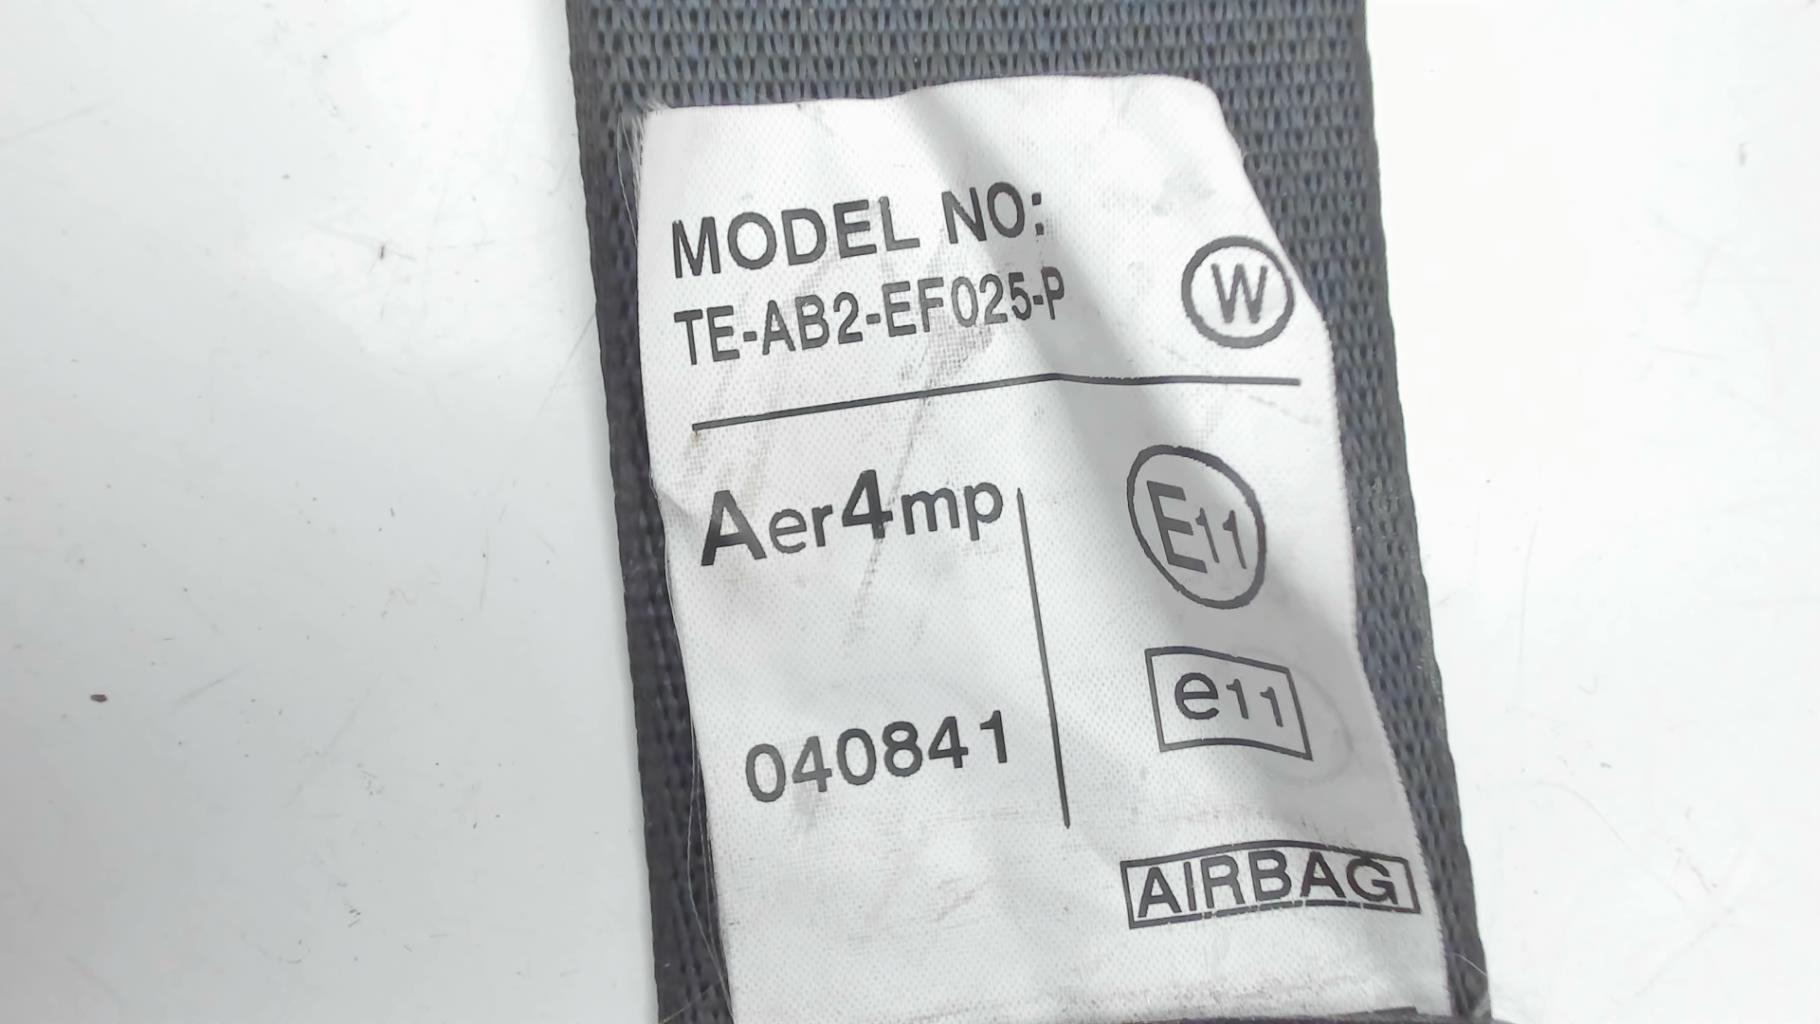 MODEL NO:
TE-AB2-EF025-P
W
Aer4mp
E11
e11
040841
AIRBAG